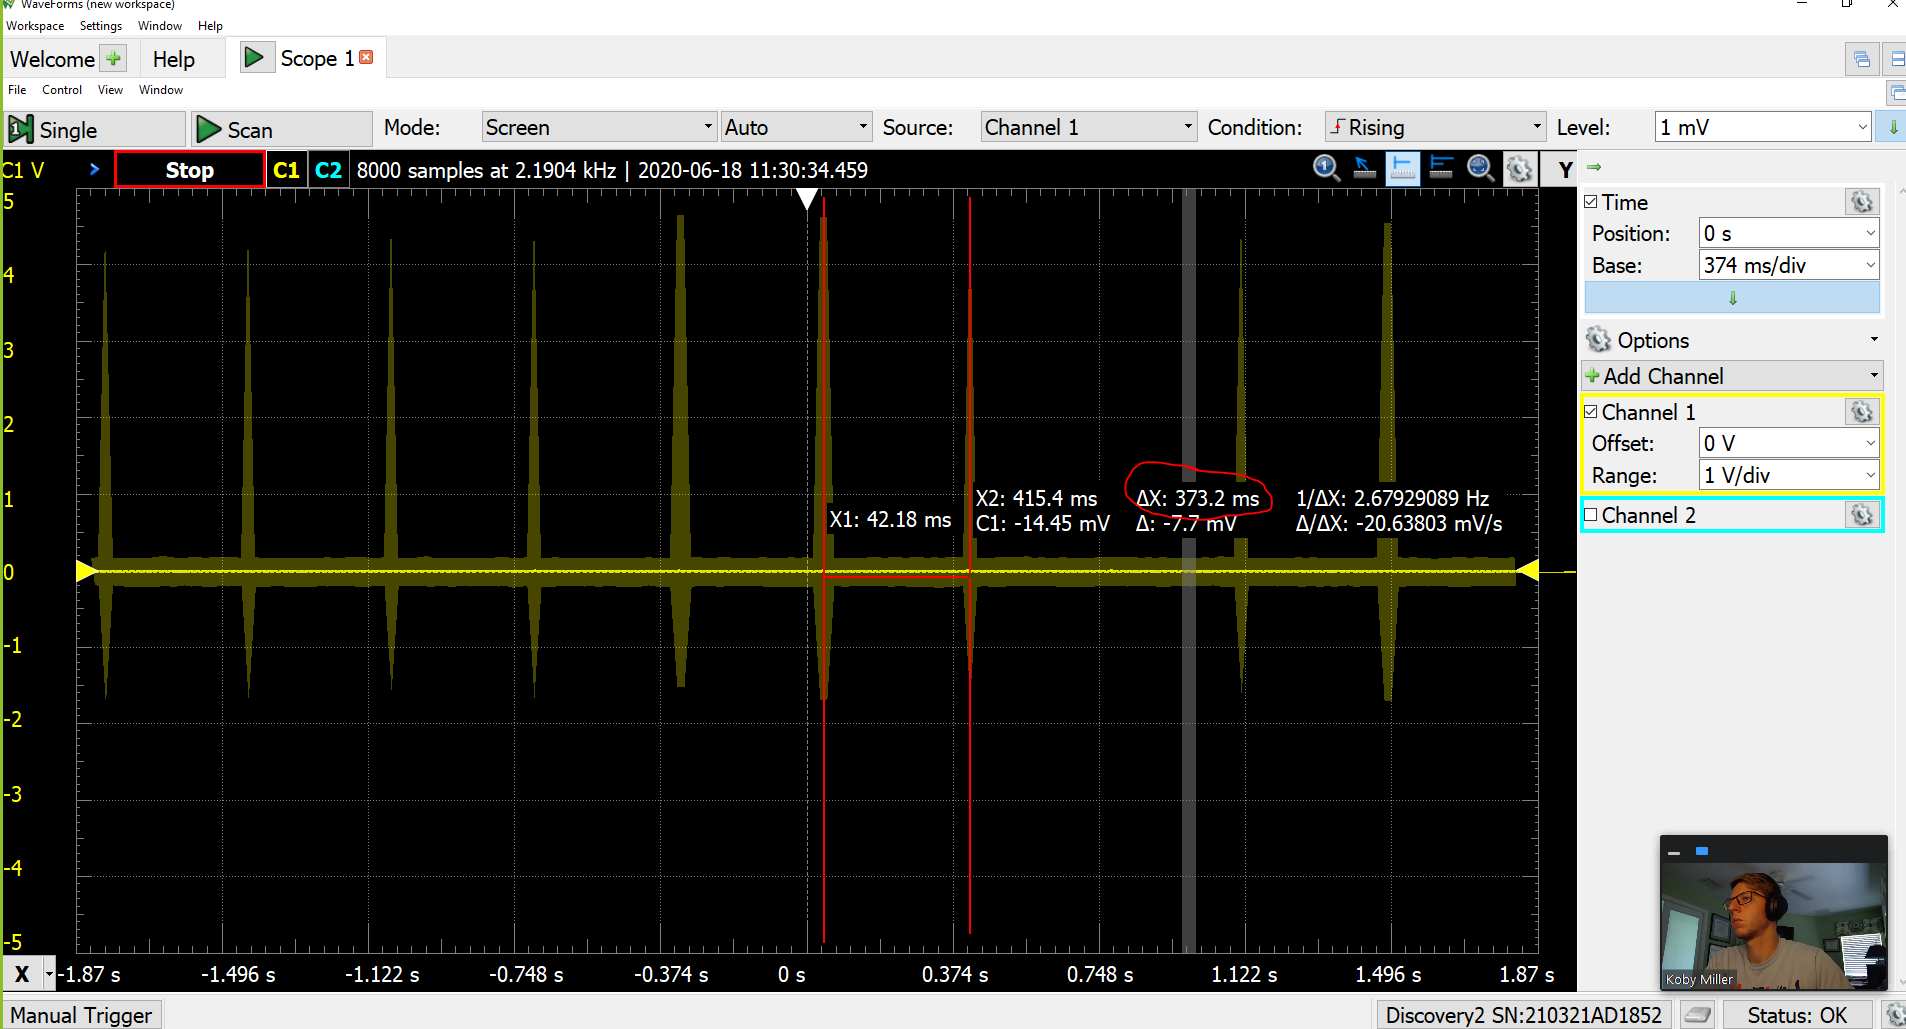 WaveForms (new workspace)
Workspace Settings Window Help
Welcome Help Scope 1
File Control View Window
Single Scan Mode: Screen Auto Source: Channel 1 Condition: Rising Level: 1 mV
C1 V Stop C1 C2 8000 samples at 2.1904 kHz | 2020-06-18 11:30:34.459 Y
Time
Position: 0 s
Base: 374 ms/div
Options
Add Channel
Channel 1
Offset: 0 V
Range: 1 V/div
Channel 2
5
4
3
2
1
0
-1
-2
-3
-4
-5
X1: 42.18 ms
X2: 415.4 ms ΔX: 373.2 ms 1/ΔX: 2.67929089 Hz
C1: -14.45 mV Δ: -7.7 mV Δ/ΔX: -20.63803 mV/s
X -1.87 s -1.496 s -1.122 s -0.748 s -0.374 s 0 s 0.374 s 0.748 s 1.122 s 1.496 s 1.87 s
Koby Miller
Manual Trigger Discovery2 SN:210321AD1852 Status: OK